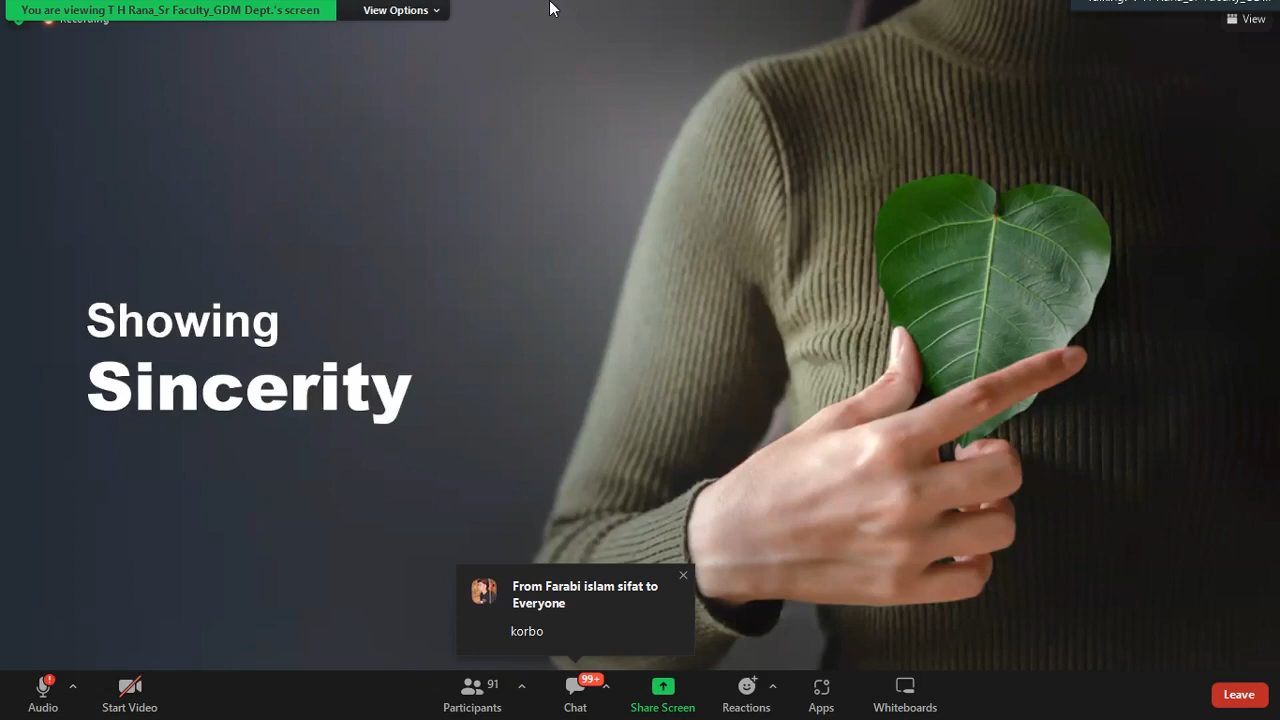 You are viewing T H Rana_Sr Faculty_GDM Dept.'s screen
View Options
Recording
View
Showing
Sincerity
From Farabi islam sifat to
Everyone
korbo
Audio
Start Video
91
Participants
99+
Chat
Share Screen
Reactions
Apps
Whiteboards
Leave